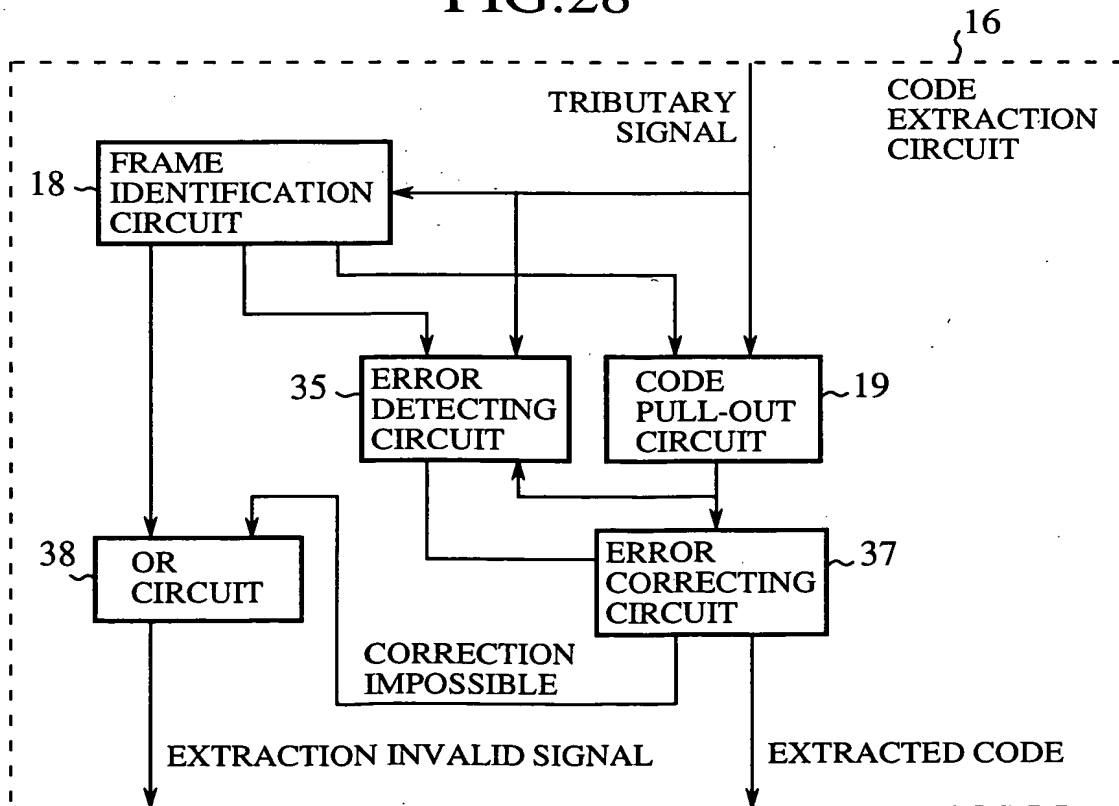 FIG.28
16
CODE
EXTRACTION
CIRCUIT
TRIBUTARY
SIGNAL
18
FRAME
IDENTIFICATION
CIRCUIT
35
ERROR
DETECTING
CIRCUIT
CODE
PULL-OUT
CIRCUIT
19
38
OR
CIRCUIT
ERROR
CORRECTING
CIRCUIT
37
CORRECTION
IMPOSSIBLE
EXTRACTION INVALID SIGNAL
EXTRACTED CODE